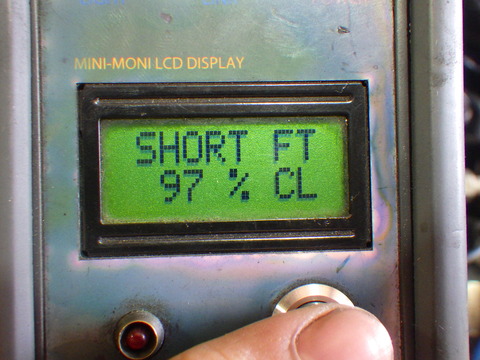 MINI-MONI LCD DISPLAY
SHORT FT
97 % CL